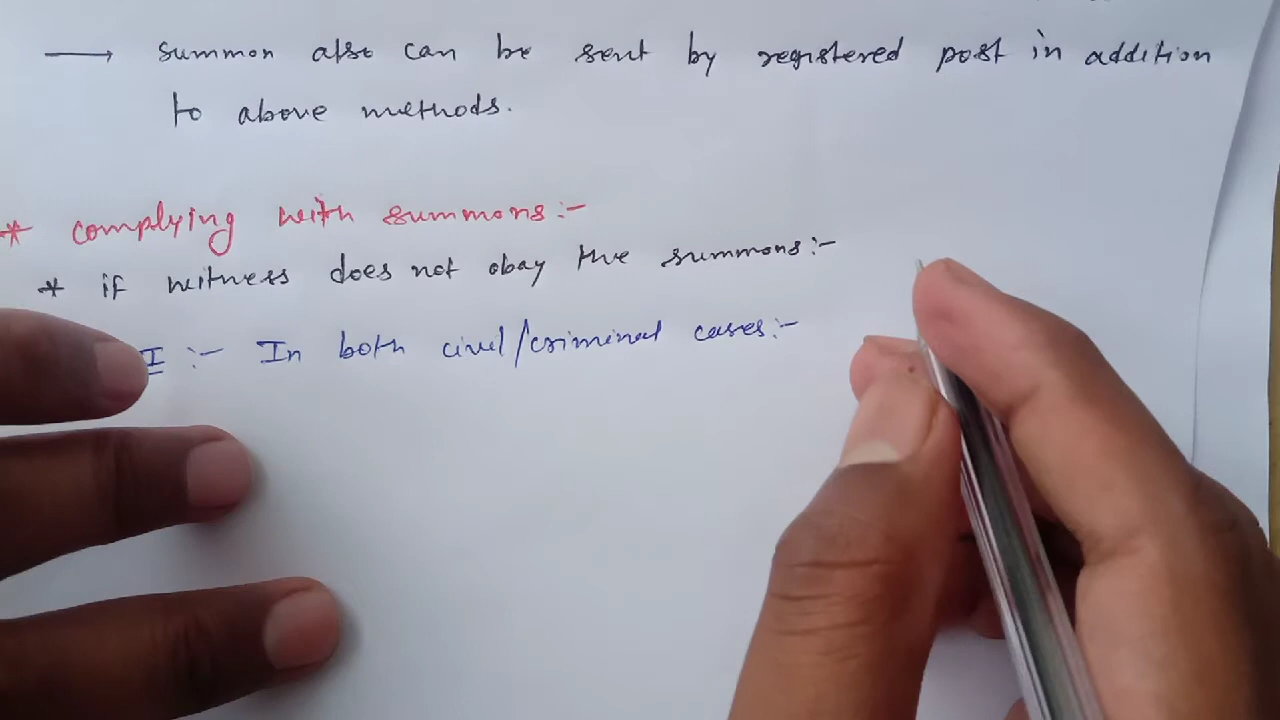 → summon also can be sent by registered post in addition
to above methods.
* complying with summons:-
* if witness does not obay the summons:-
I :- In both civil/criminal cases:-